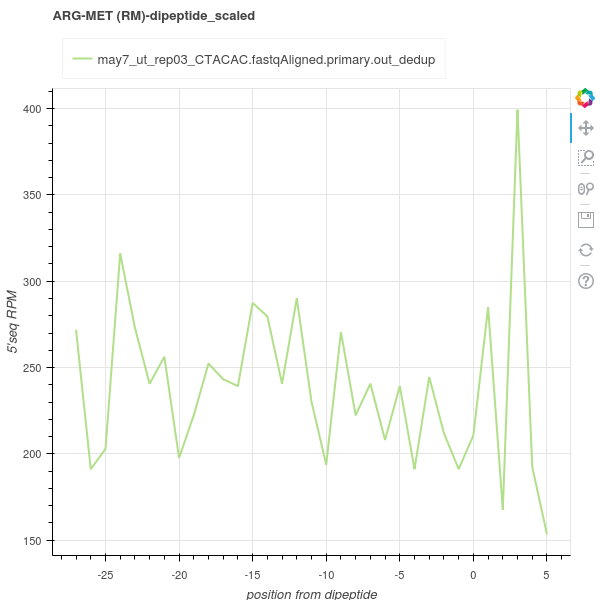 ARG-MET (RM)-dipeptide_scaled
may7_ut_rep03_CTACAC.fastqAligned.primary.out_dedup
400
350
300
250
200
150
5'seq RPM
-25 -20 -15 -10 -5 0 5
position from dipeptide